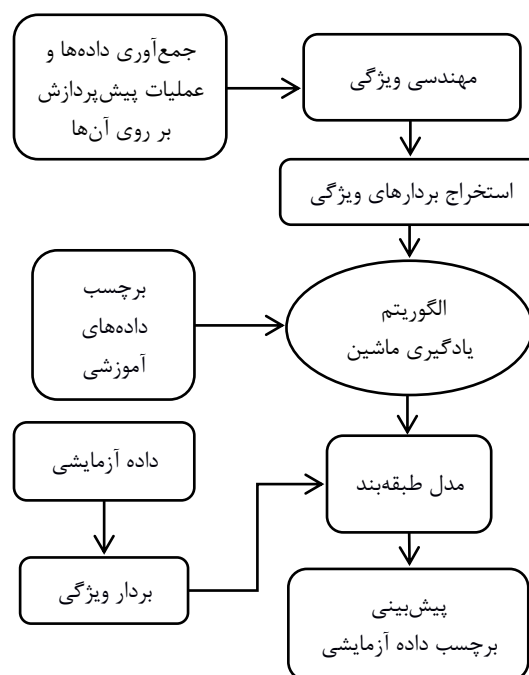 جمع‌آوری داده‌ها و
عملیات پیش‌پردازش
بر روی آن‌ها
مهندسی ویژگی
استخراج بردارهای ویژگی
الگوریتم
یادگیری ماشین
برچسب
داده‌های
آموزشی
داده آزمایشی
مدل طبقه‌بند
بردار ویژگی
پیش‌بینی
برچسب داده آزمایشی